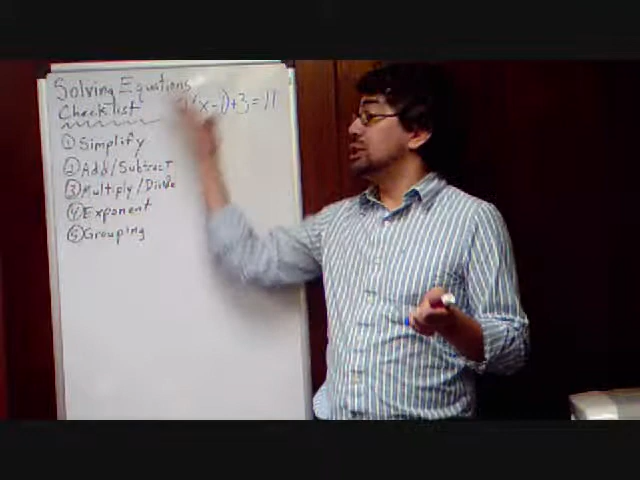 Solving Equations
Checklist
(x-1)+3=11
① Simplify
② Add/Subtract
③ Multiply/Divide
④ Exponent
⑤ Grouping